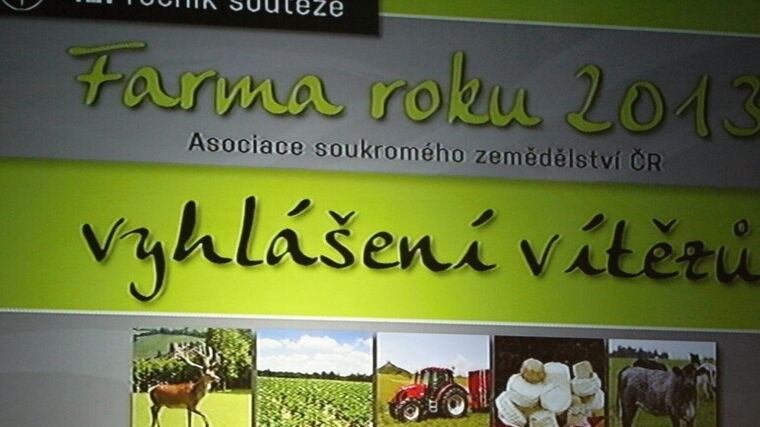 ročník soutěže
Farma roku 2013
Asociace soukromého zemědělství ČR
vyhlášení vítězů